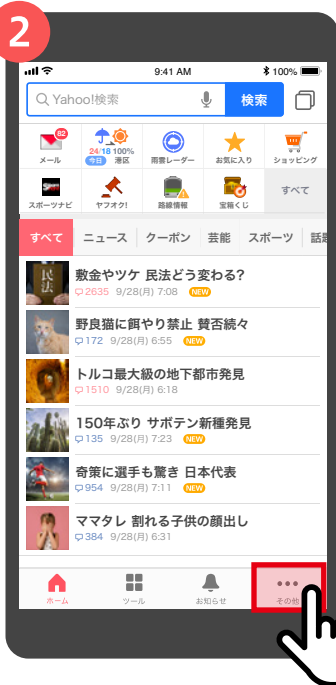 2
9:41 AM 100%
Yahoo!検索 検索
82
24/18 100%
今日 港区
メール 雨雲レーダー お気に入り ショッピング
スポーツナビ ヤフオク! 路線情報 宝箱くじ すべて
すべて ニュース クーポン 芸能 スポーツ 話題
民法
敷金やツケ 民法どう変わる?
2635 9/28(月) 7:08 NEW
野良猫に餌やり禁止 賛否続々
172 9/28(月) 6:55 NEW
トルコ最大級の地下都市発見
1510 9/28(月) 6:18
150年ぶり サボテン新種発見
135 9/28(月) 7:23 NEW
奇策に選手も驚き 日本代表
954 9/28(月) 7:11 NEW
ママタレ 割れる子供の顔出し
384 9/28(月) 6:31
ホーム ツール お知らせ その他